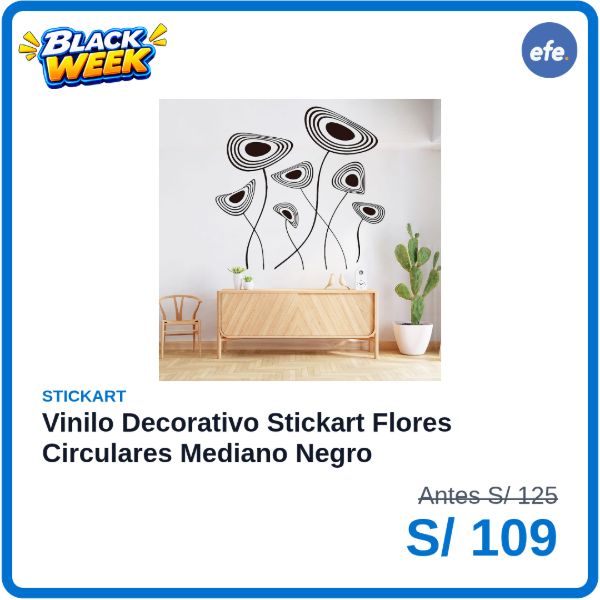 BLACK
WEEK
efe.
STICKART
Vinilo Decorativo Stickart Flores
Circulares Mediano Negro
Antes S/ 125
S/ 109